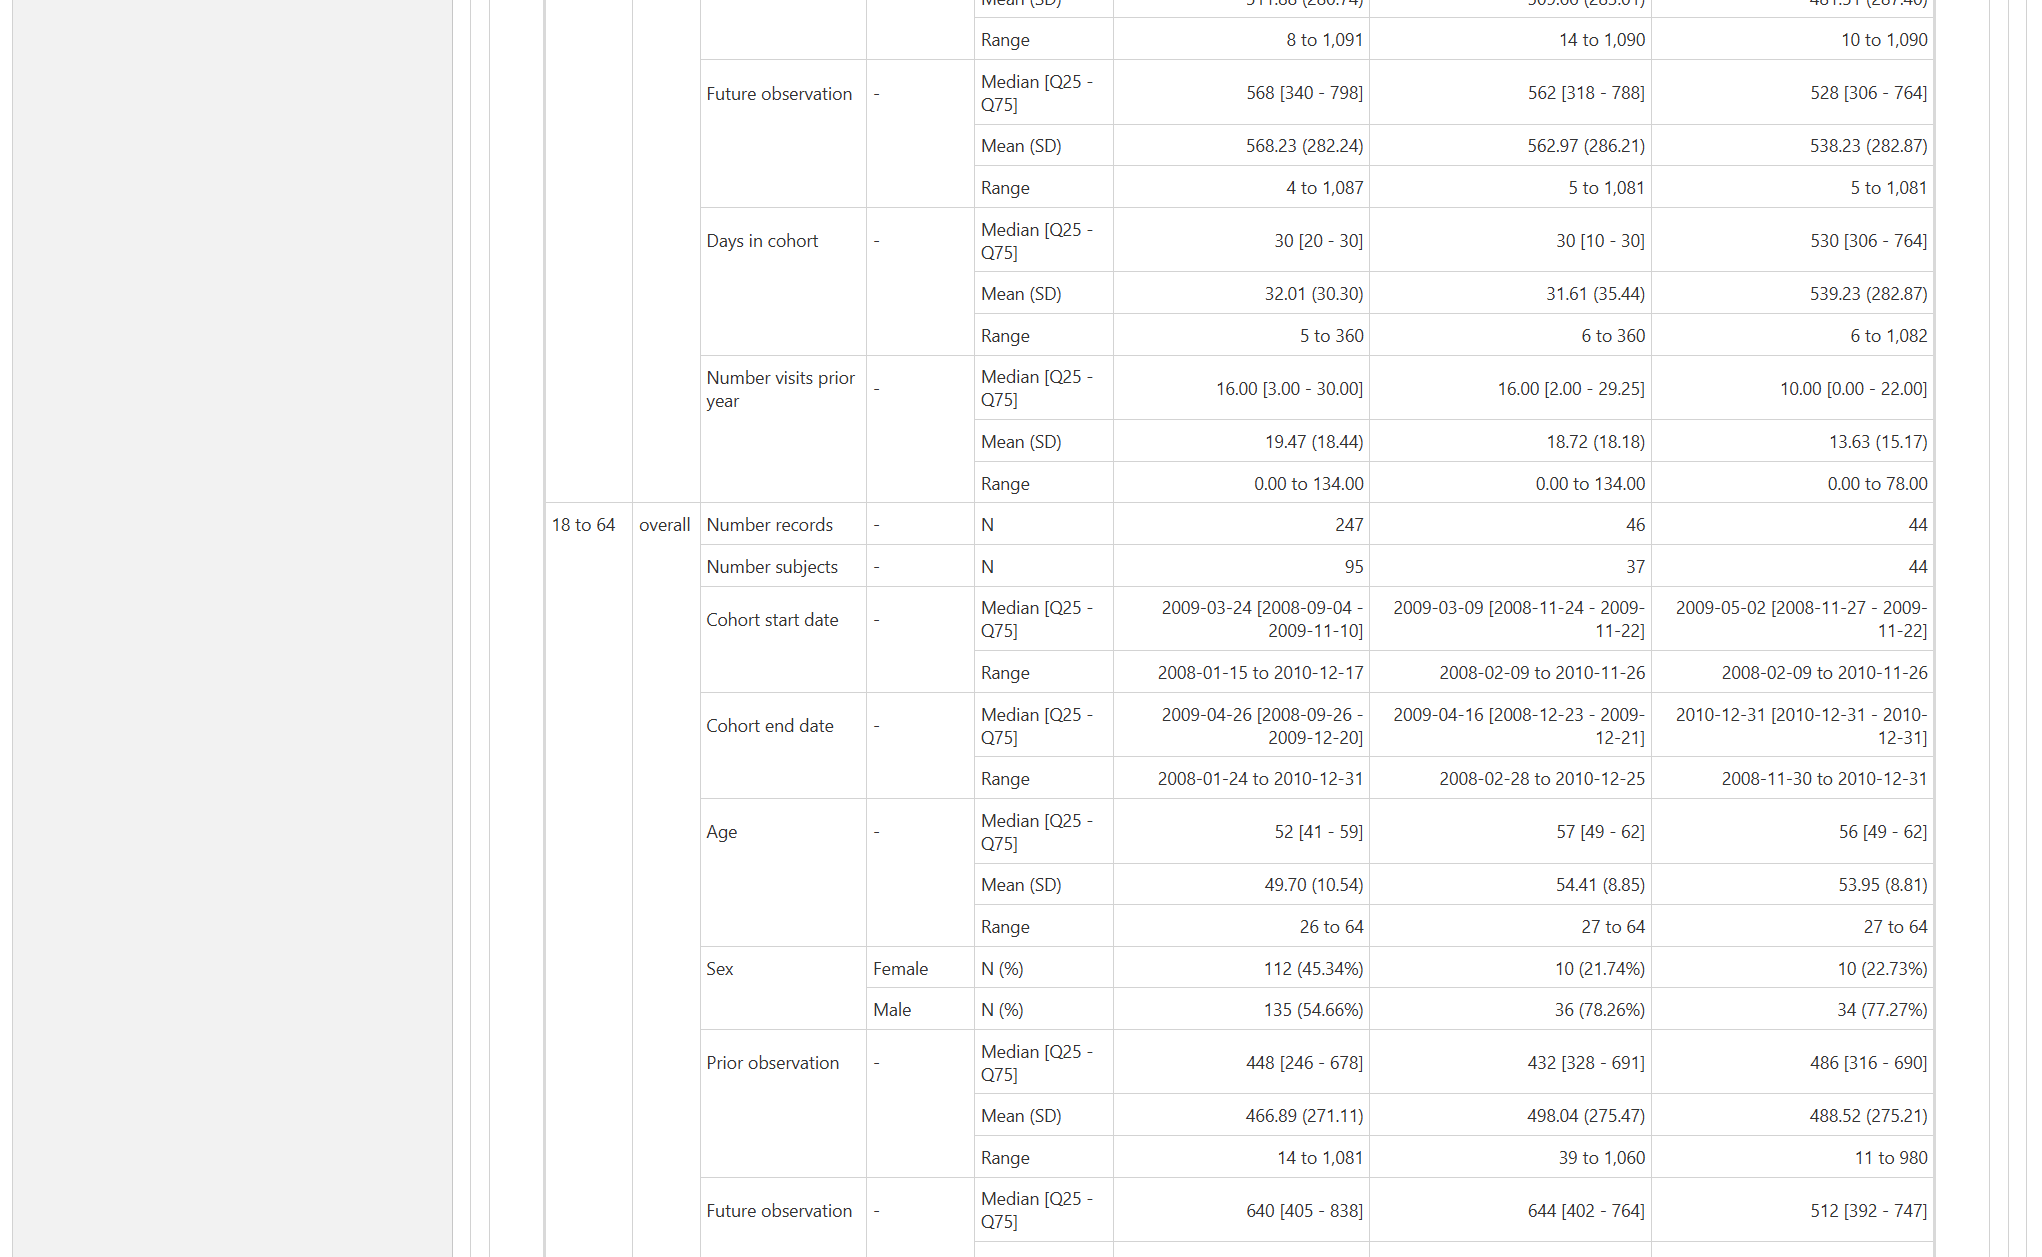 Range 8 to 1,091 14 to 1,090 10 to 1,090
Future observation - Median [Q25 - Q75] 568 [340 - 798] 562 [318 - 788] 528 [306 - 764]
Mean (SD) 568.23 (282.24) 562.97 (286.21) 538.23 (282.87)
Range 4 to 1,087 5 to 1,081 5 to 1,081
Days in cohort - Median [Q25 - Q75] 30 [20 - 30] 30 [10 - 30] 530 [306 - 764]
Mean (SD) 32.01 (30.30) 31.61 (35.44) 539.23 (282.87)
Range 5 to 360 6 to 360 6 to 1,082
Number visits prior year - Median [Q25 - Q75] 16.00 [3.00 - 30.00] 16.00 [2.00 - 29.25] 10.00 [0.00 - 22.00]
Mean (SD) 19.47 (18.44) 18.72 (18.18) 13.63 (15.17)
Range 0.00 to 134.00 0.00 to 134.00 0.00 to 78.00
18 to 64 overall Number records - N 247 46 44
Number subjects - N 95 37 44
Cohort start date - Median [Q25 - Q75] 2009-03-24 [2008-09-04 - 2009-11-10] 2009-03-09 [2008-11-24 - 2009-11-22] 2009-05-02 [2008-11-27 - 2009-11-22]
Range 2008-01-15 to 2010-12-17 2008-02-09 to 2010-11-26 2008-02-09 to 2010-11-26
Cohort end date - Median [Q25 - Q75] 2009-04-26 [2008-09-26 - 2009-12-20] 2009-04-16 [2008-12-23 - 2009-12-21] 2010-12-31 [2010-12-31 - 2010-12-31]
Range 2008-01-24 to 2010-12-31 2008-02-28 to 2010-12-25 2008-11-30 to 2010-12-31
Age - Median [Q25 - Q75] 52 [41 - 59] 57 [49 - 62] 56 [49 - 62]
Mean (SD) 49.70 (10.54) 54.41 (8.85) 53.95 (8.81)
Range 26 to 64 27 to 64 27 to 64
Sex Female N (%) 112 (45.34%) 10 (21.74%) 10 (22.73%)
Male N (%) 135 (54.66%) 36 (78.26%) 34 (77.27%)
Prior observation - Median [Q25 - Q75] 448 [246 - 678] 432 [328 - 691] 486 [316 - 690]
Mean (SD) 466.89 (271.11) 498.04 (275.47) 488.52 (275.21)
Range 14 to 1,081 39 to 1,060 11 to 980
Future observation - Median [Q25 - Q75] 640 [405 - 838] 644 [402 - 764] 512 [392 - 747]